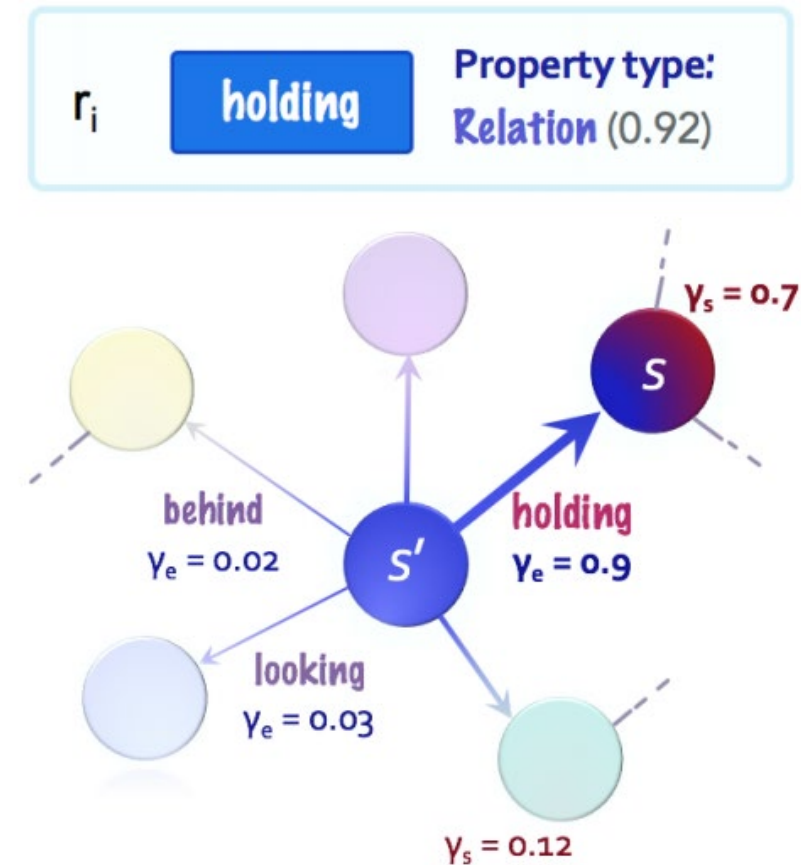 rᵢ holding Property type:
Relation (0.92)
γₛ = 0.7
s
behind
γₑ = 0.02
holding
γₑ = 0.9
s′
looking
γₑ = 0.03
γₛ = 0.12